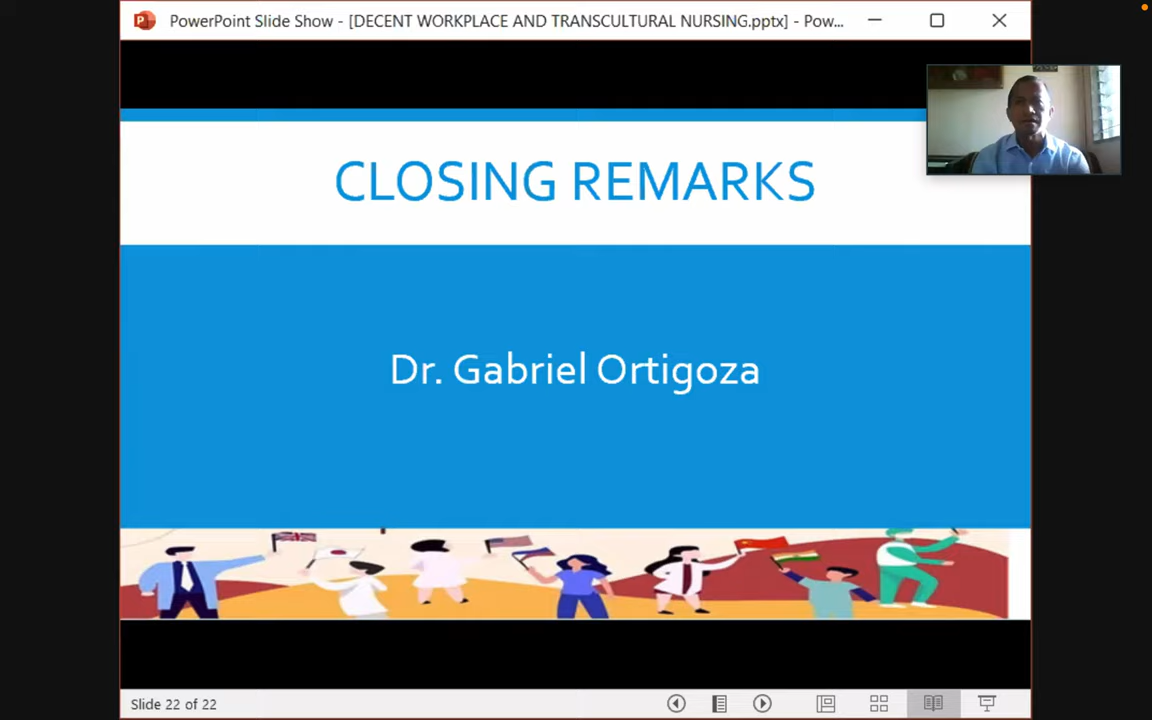 PowerPoint Slide Show - [DECENT WORKPLACE AND TRANSCULTURAL NURSING.pptx] - Pow...
CLOSING REMARKS
Dr. Gabriel Ortigoza
Slide 22 of 22